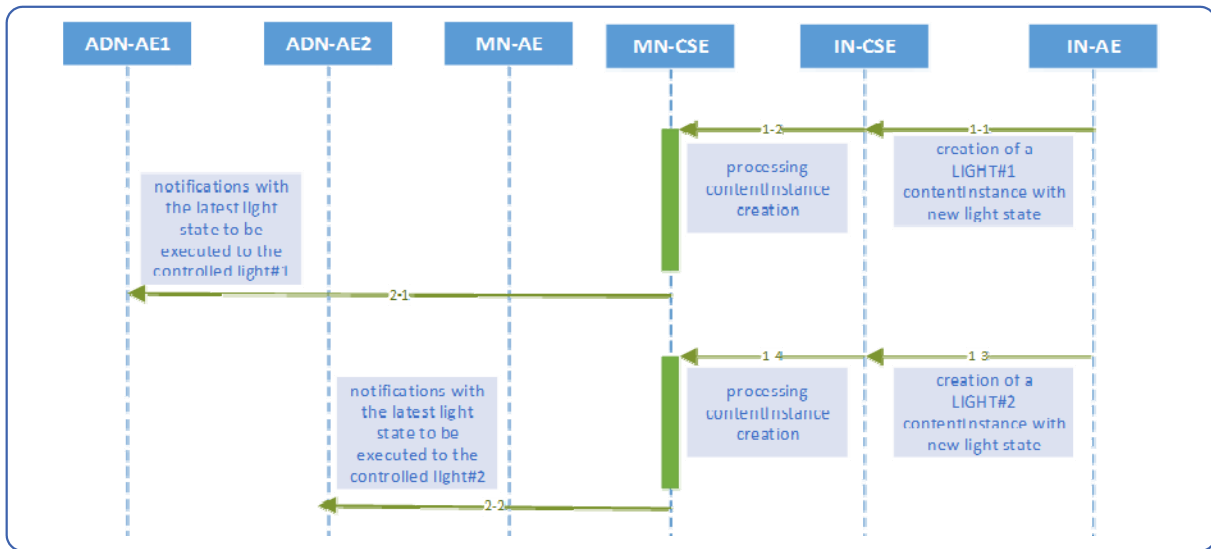 ADN-AE1
ADN-AE2
MN-AE
MN-CSE
IN-CSE
IN-AE
1-2
1-1
processing
contentInstance
creation
creation of a
LIGHT#1
contentInstance with
new light state
notifications with
the latest light
state to be
executed to the
controlled light#1
2-1
1 4
1 3
processing
contentInstance
creation
creation of a
LIGHT#2
contentInstance with
new light state
notifications with
the latest light
state to be
executed to the
controlled light#2
2-2